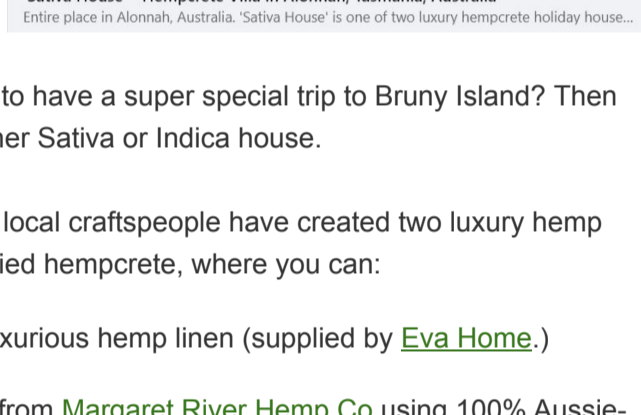 Entire place in Alonnah, Australia. 'Sativa House' is one of two luxury hempcrete holiday house...
to have a super special trip to Bruny Island? Then
her Sativa or Indica house.
local craftspeople have created two luxury hemp
ied hempcrete, where you can:
xurious hemp linen (supplied by Eva Home.)
from Margaret River Hemp Co using 100% Aussie-